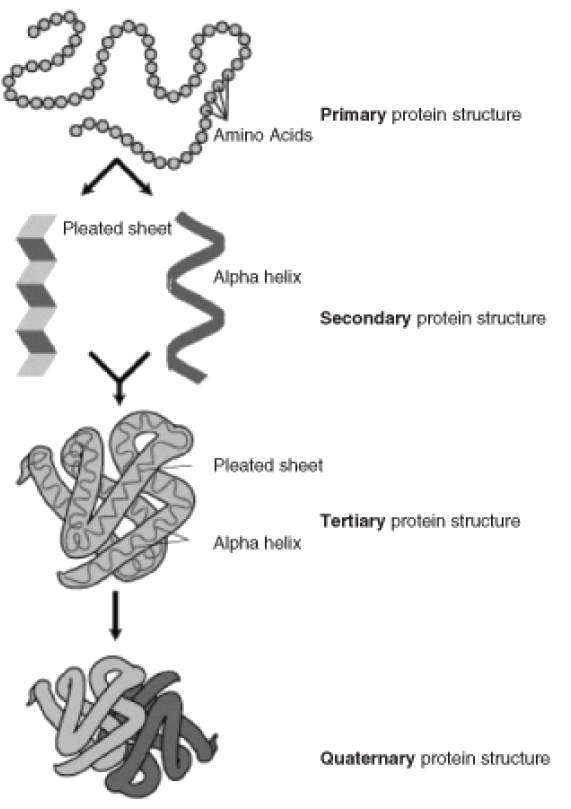 Primary protein structure
Amino Acids
Pleated sheet
Alpha helix
Secondary protein structure
Pleated sheet
Tertiary protein structure
Alpha helix
Quaternary protein structure